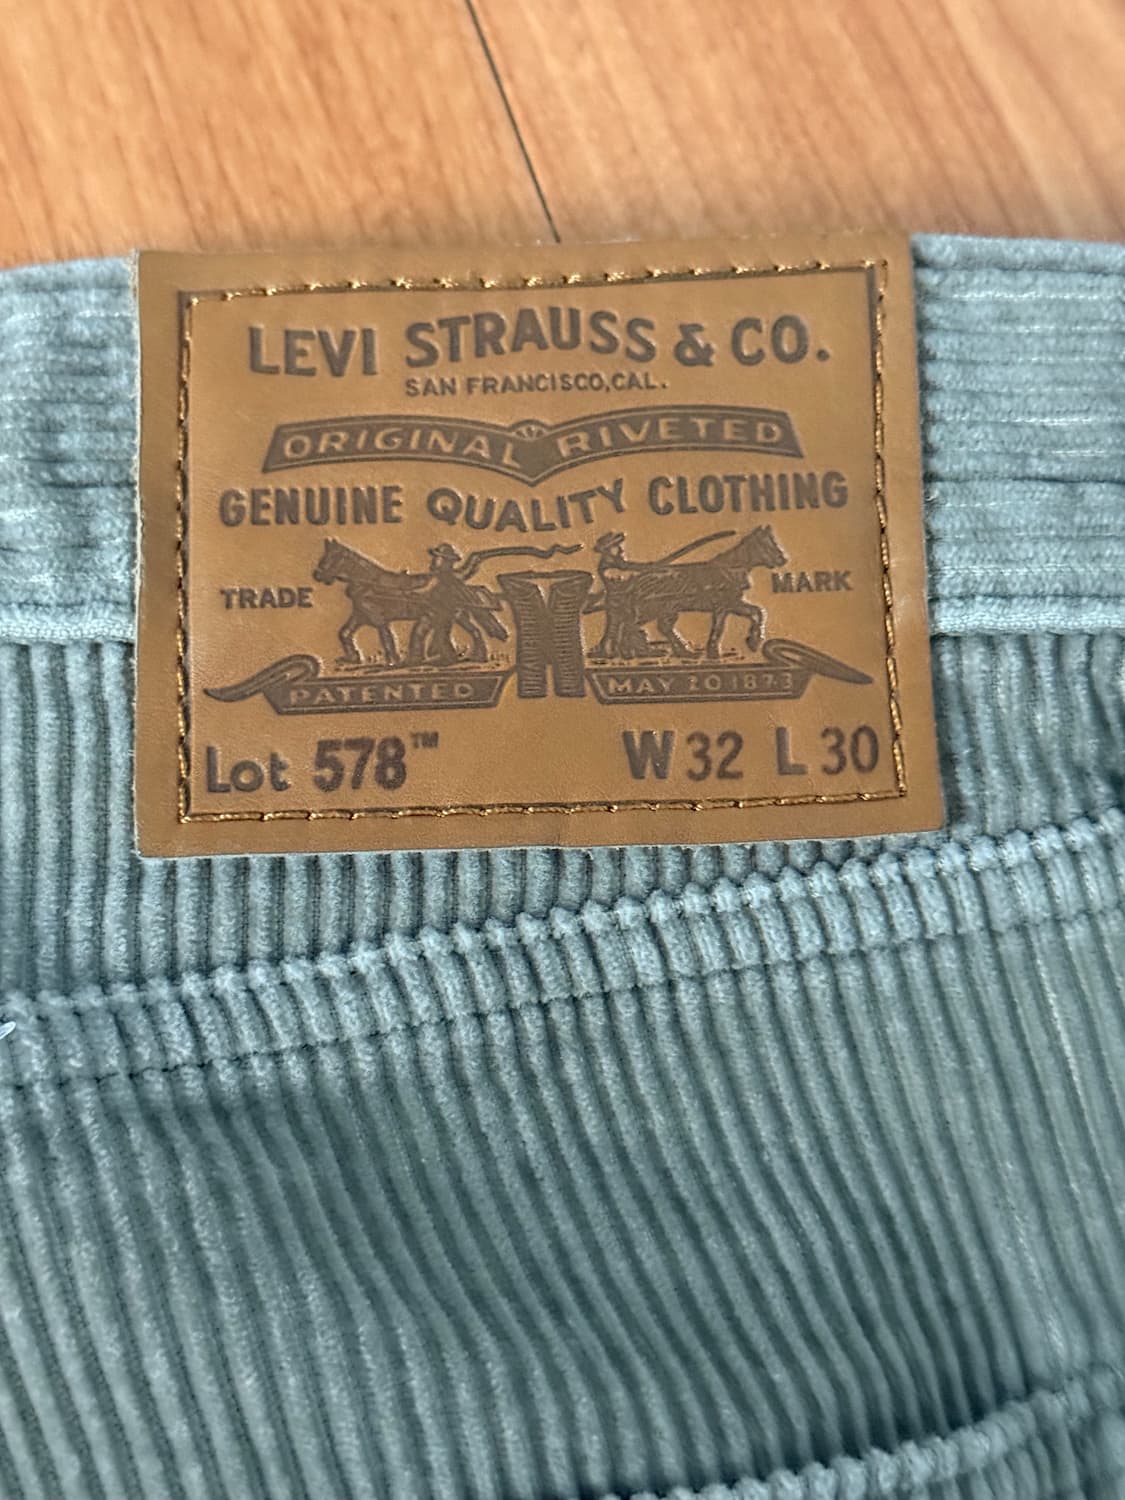 LEVI STRAUSS & CO.
SAN FRANCISCO, CAL.
ORIGINAL RIVETED
GENUINE QUALITY CLOTHING
TRADE MARK
PATENTED MAY 20 1873
Lot 578™ W 32 L 30